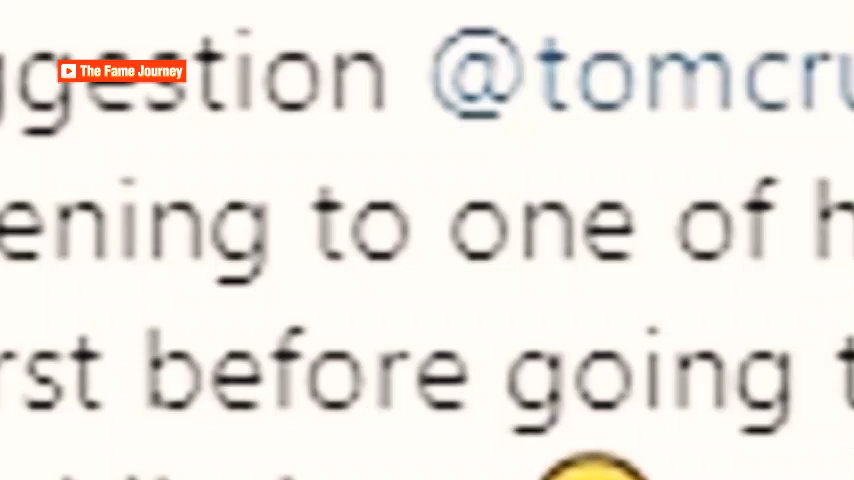 ggestion @tomcru
The Fame Journey
ening to one of h
rst before going t